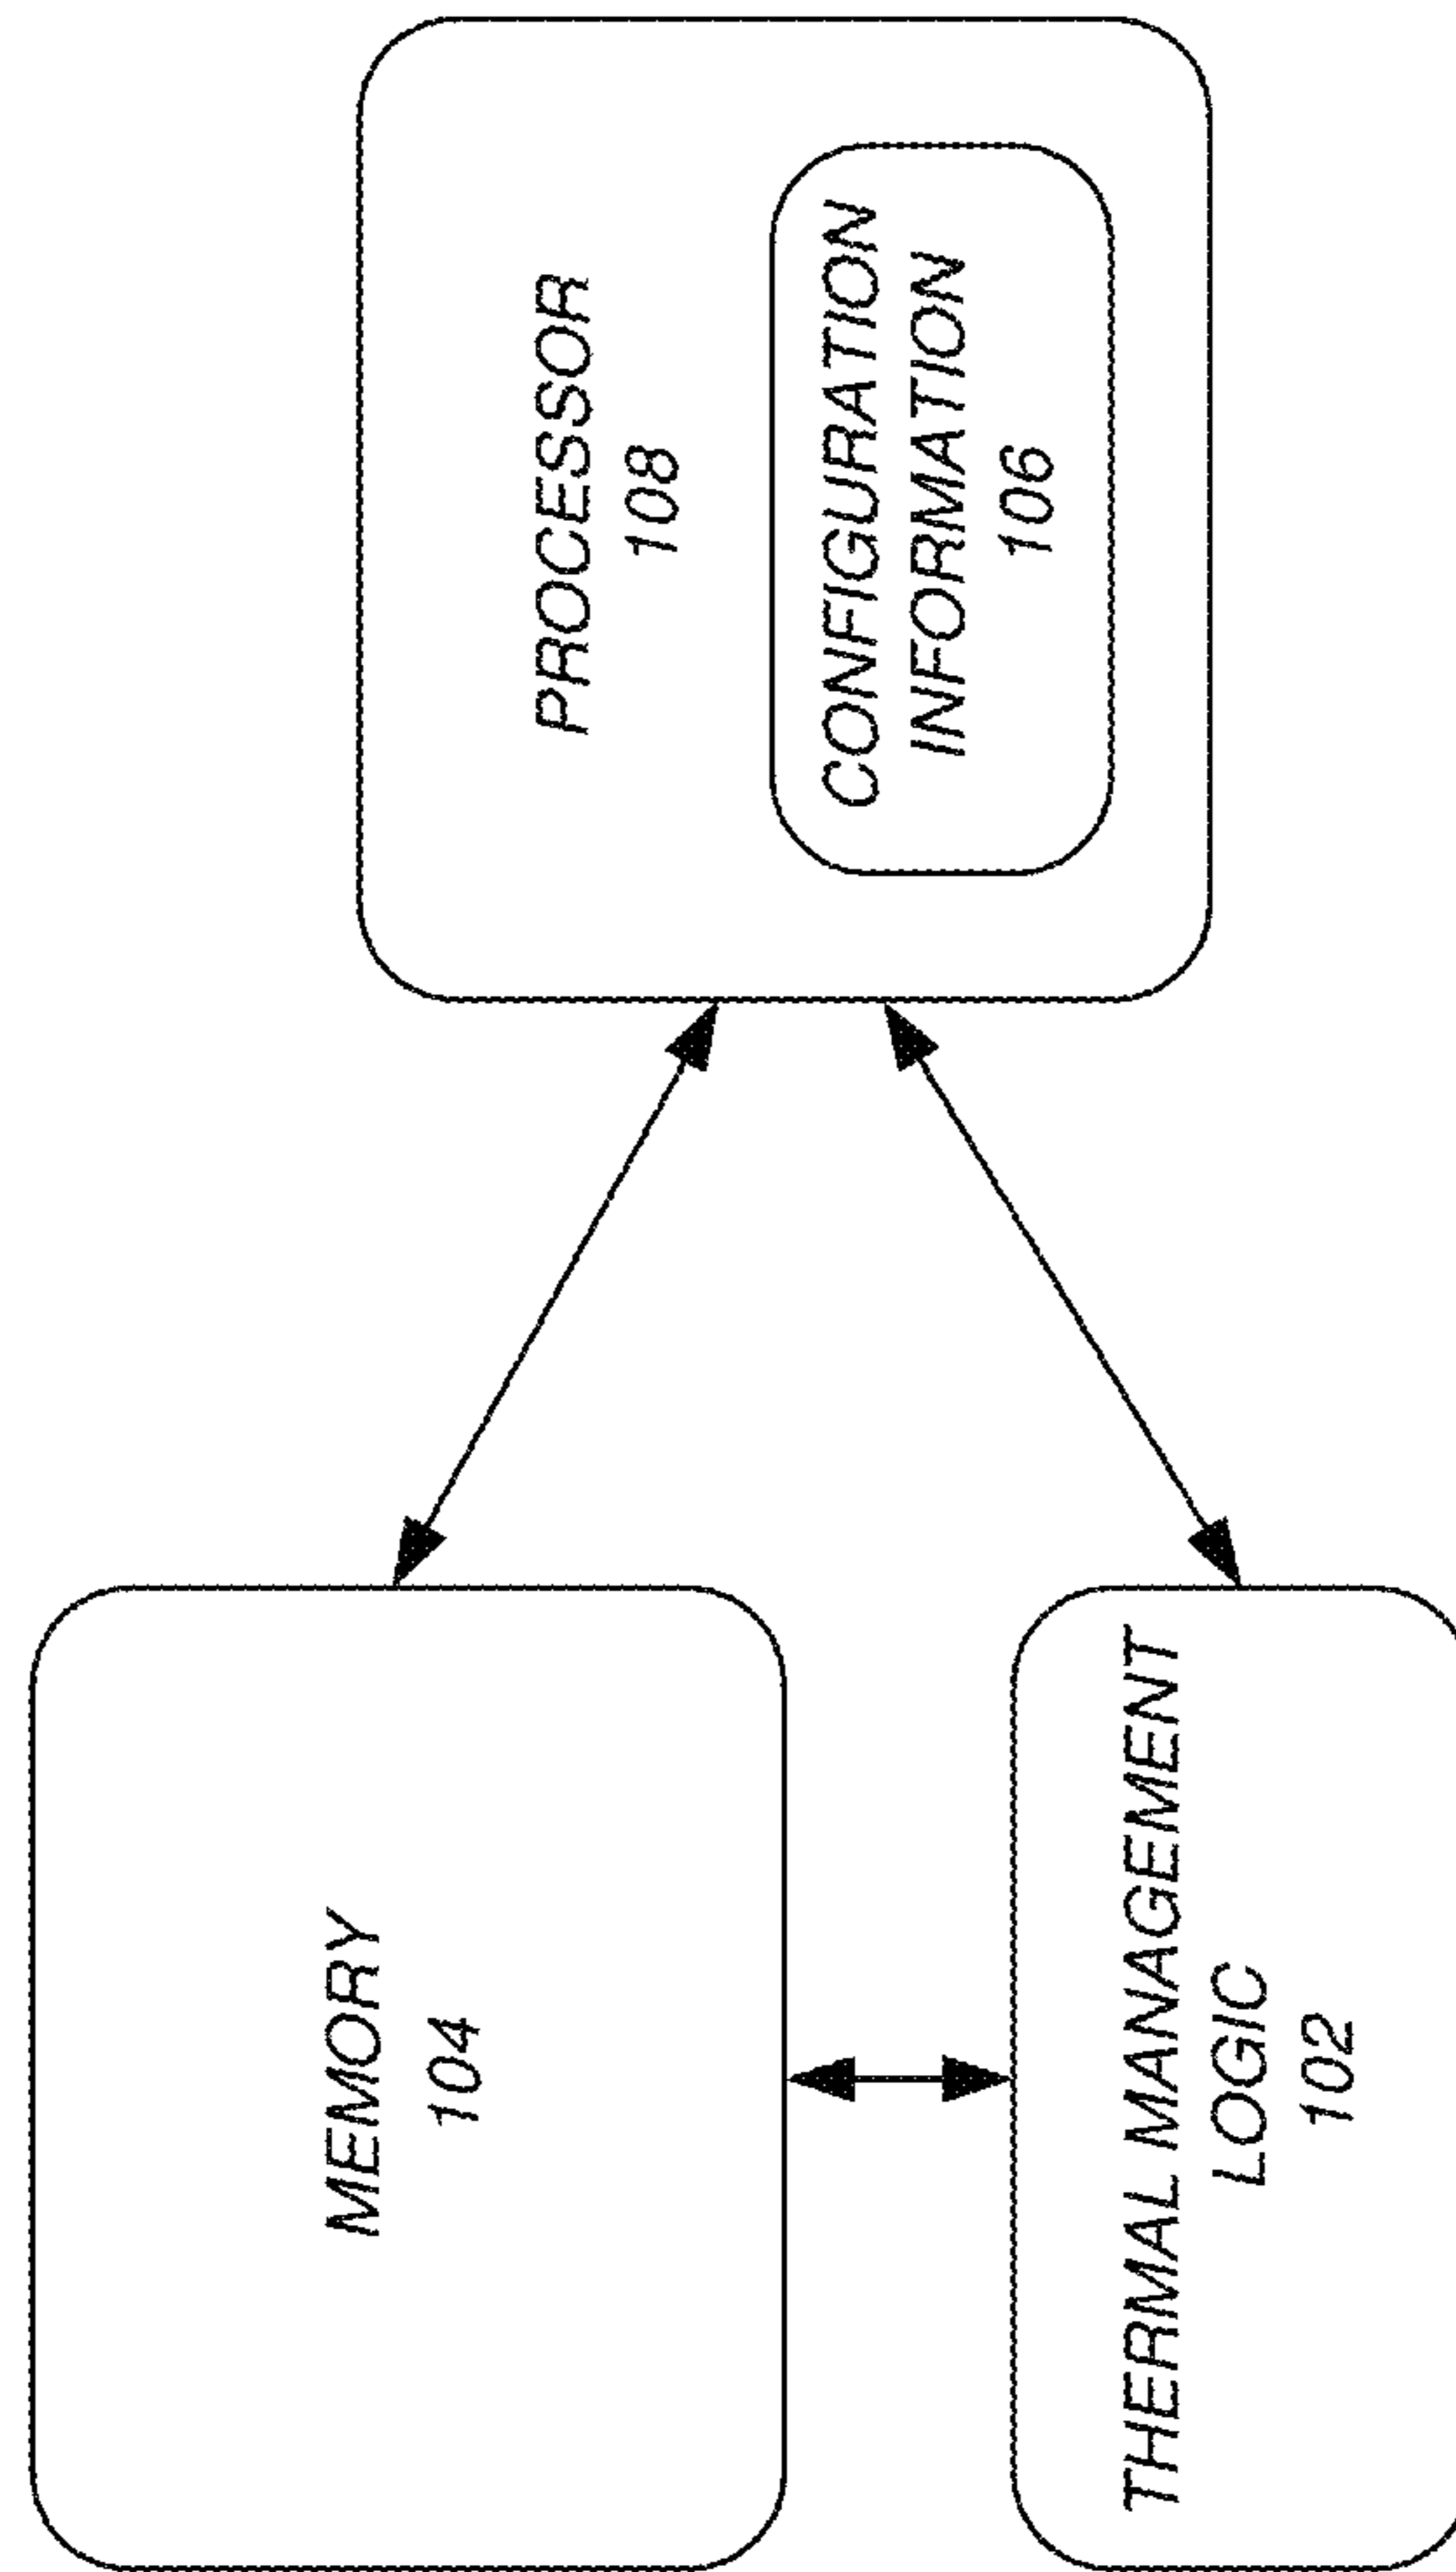 MEMORY
104
THERMAL MANAGEMENT
LOGIC
102
PROCESSOR
108
CONFIGURATION
INFORMATION
106